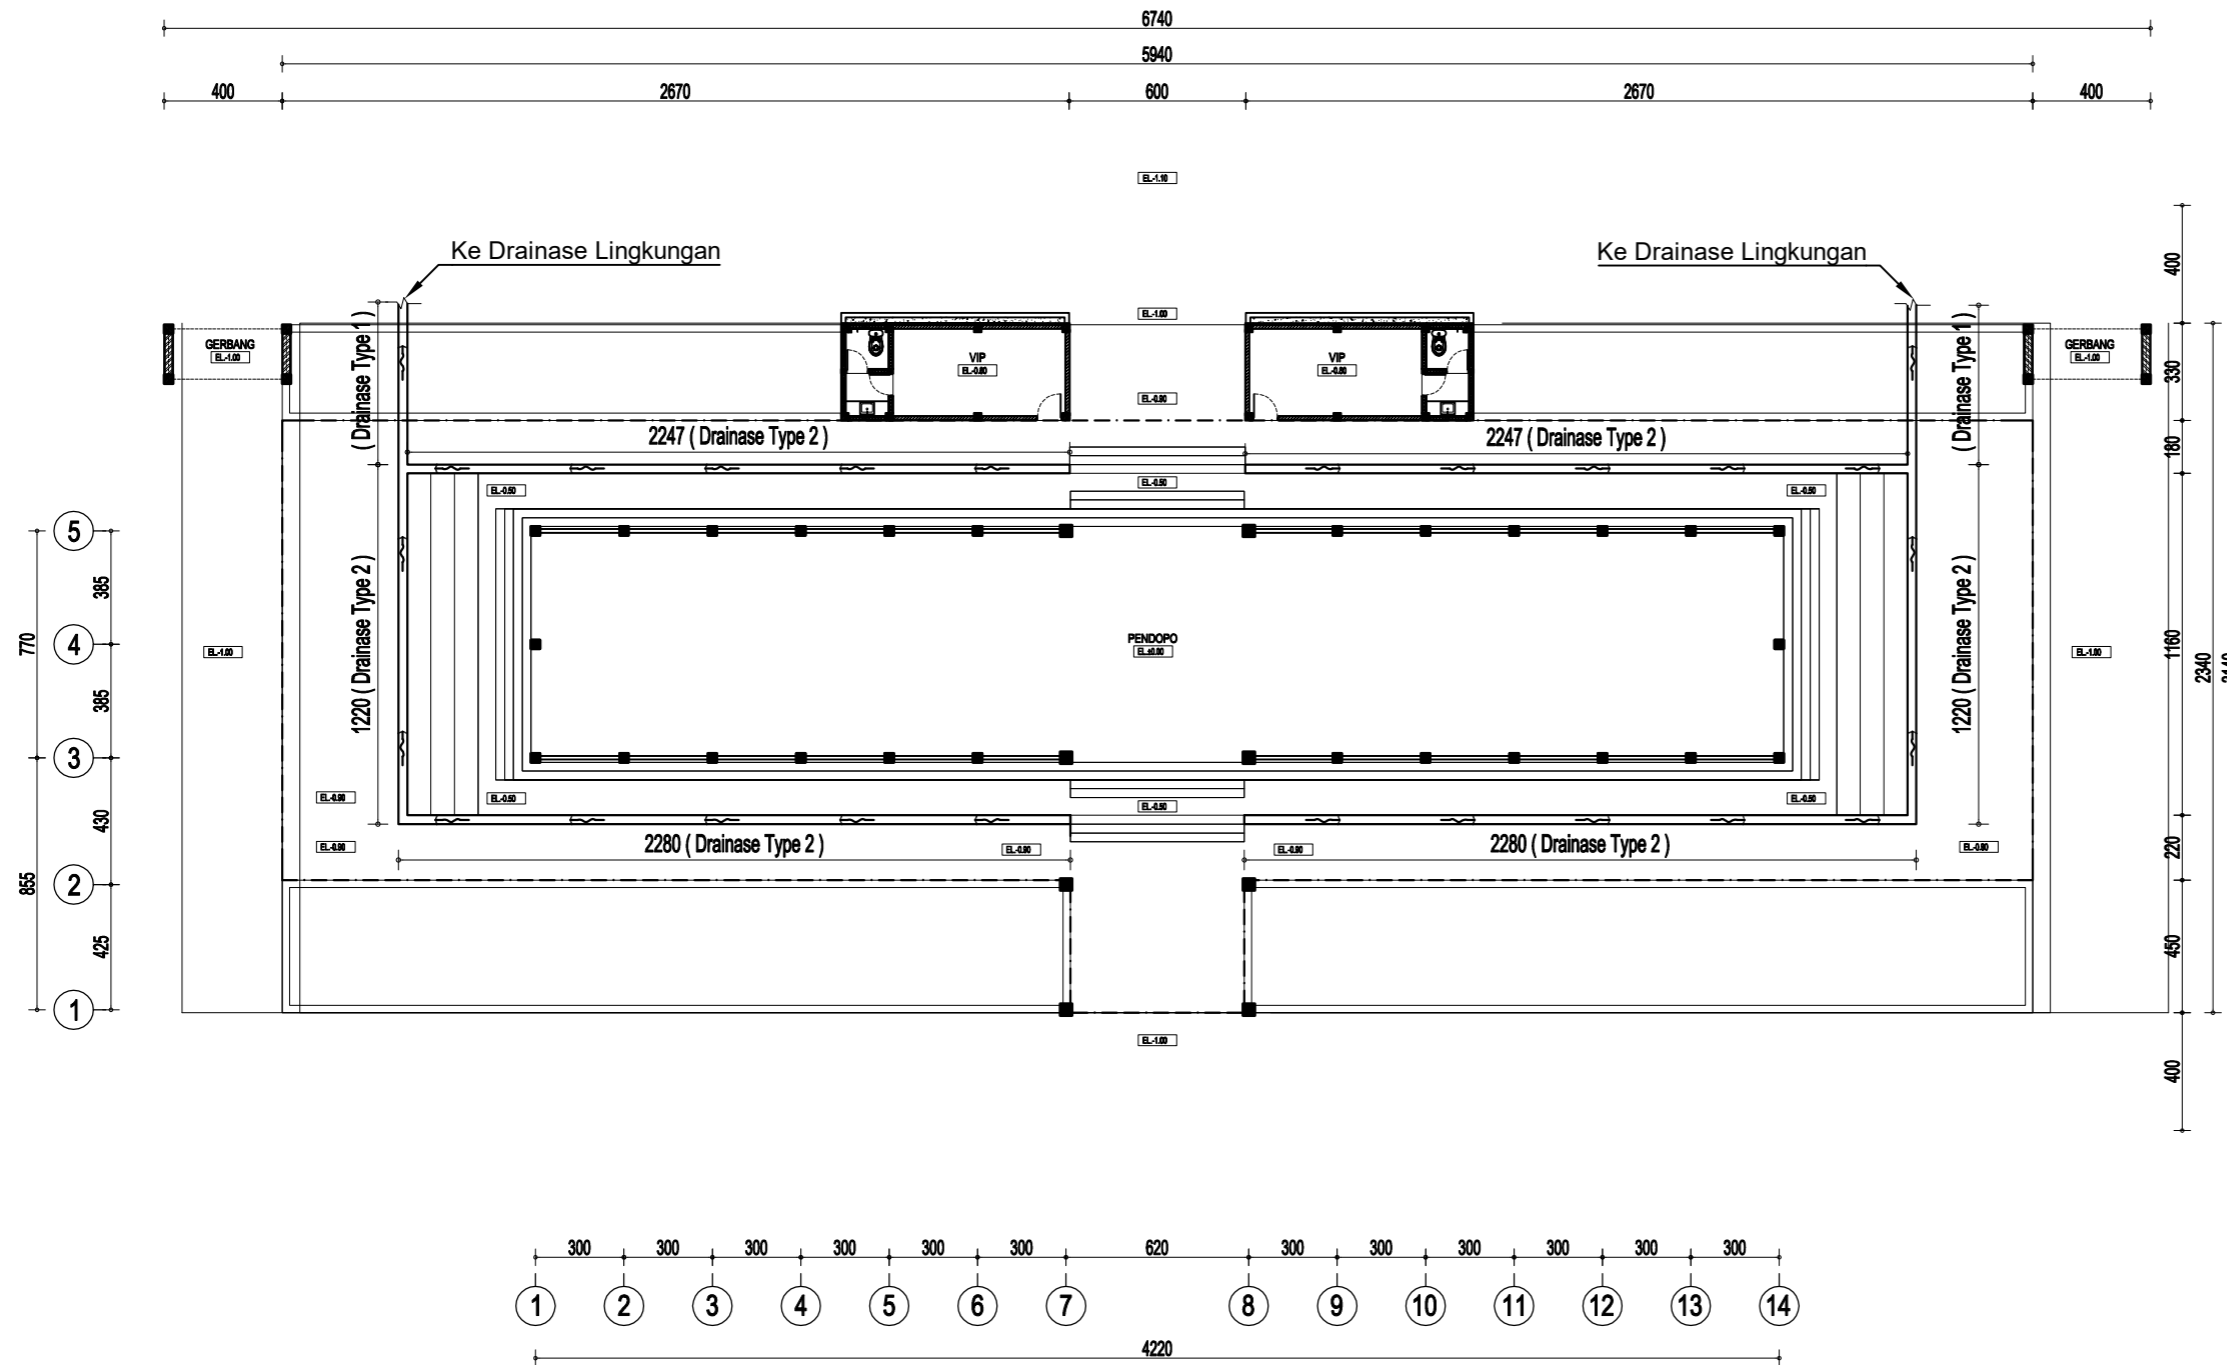 6740
5940
400 2670 600 2670 400
EL-1.10
Ke Drainase Lingkungan Ke Drainase Lingkungan
400
EL-1.00
GERBANG
EL-1.00
( Drainase Type 1 )
VIP
EL-0.80
VIP
EL-0.80
( Drainase Type 1 )
GERBANG
EL-1.00
330
EL-0.90
2247 ( Drainase Type 2 ) 2247 ( Drainase Type 2 )
180
EL-0.50 EL-0.50 EL-0.50
5
385
4
770
385
3
1220 ( Drainase Type 2 )
EL-1.00
PENDOPO
EL±0.00
1220 ( Drainase Type 2 )
EL-1.00
1160
2340
EL-0.90 EL-0.50 EL-0.50 EL-0.50
430
EL-0.90 2280 ( Drainase Type 2 ) EL-0.90 EL-0.90 2280 ( Drainase Type 2 ) EL-0.90
220
2
855
425
450
1
EL-1.00
400
300 300 300 300 300 300 620 300 300 300 300 300 300
1 2 3 4 5 6 7 8 9 10 11 12 13 14
4220